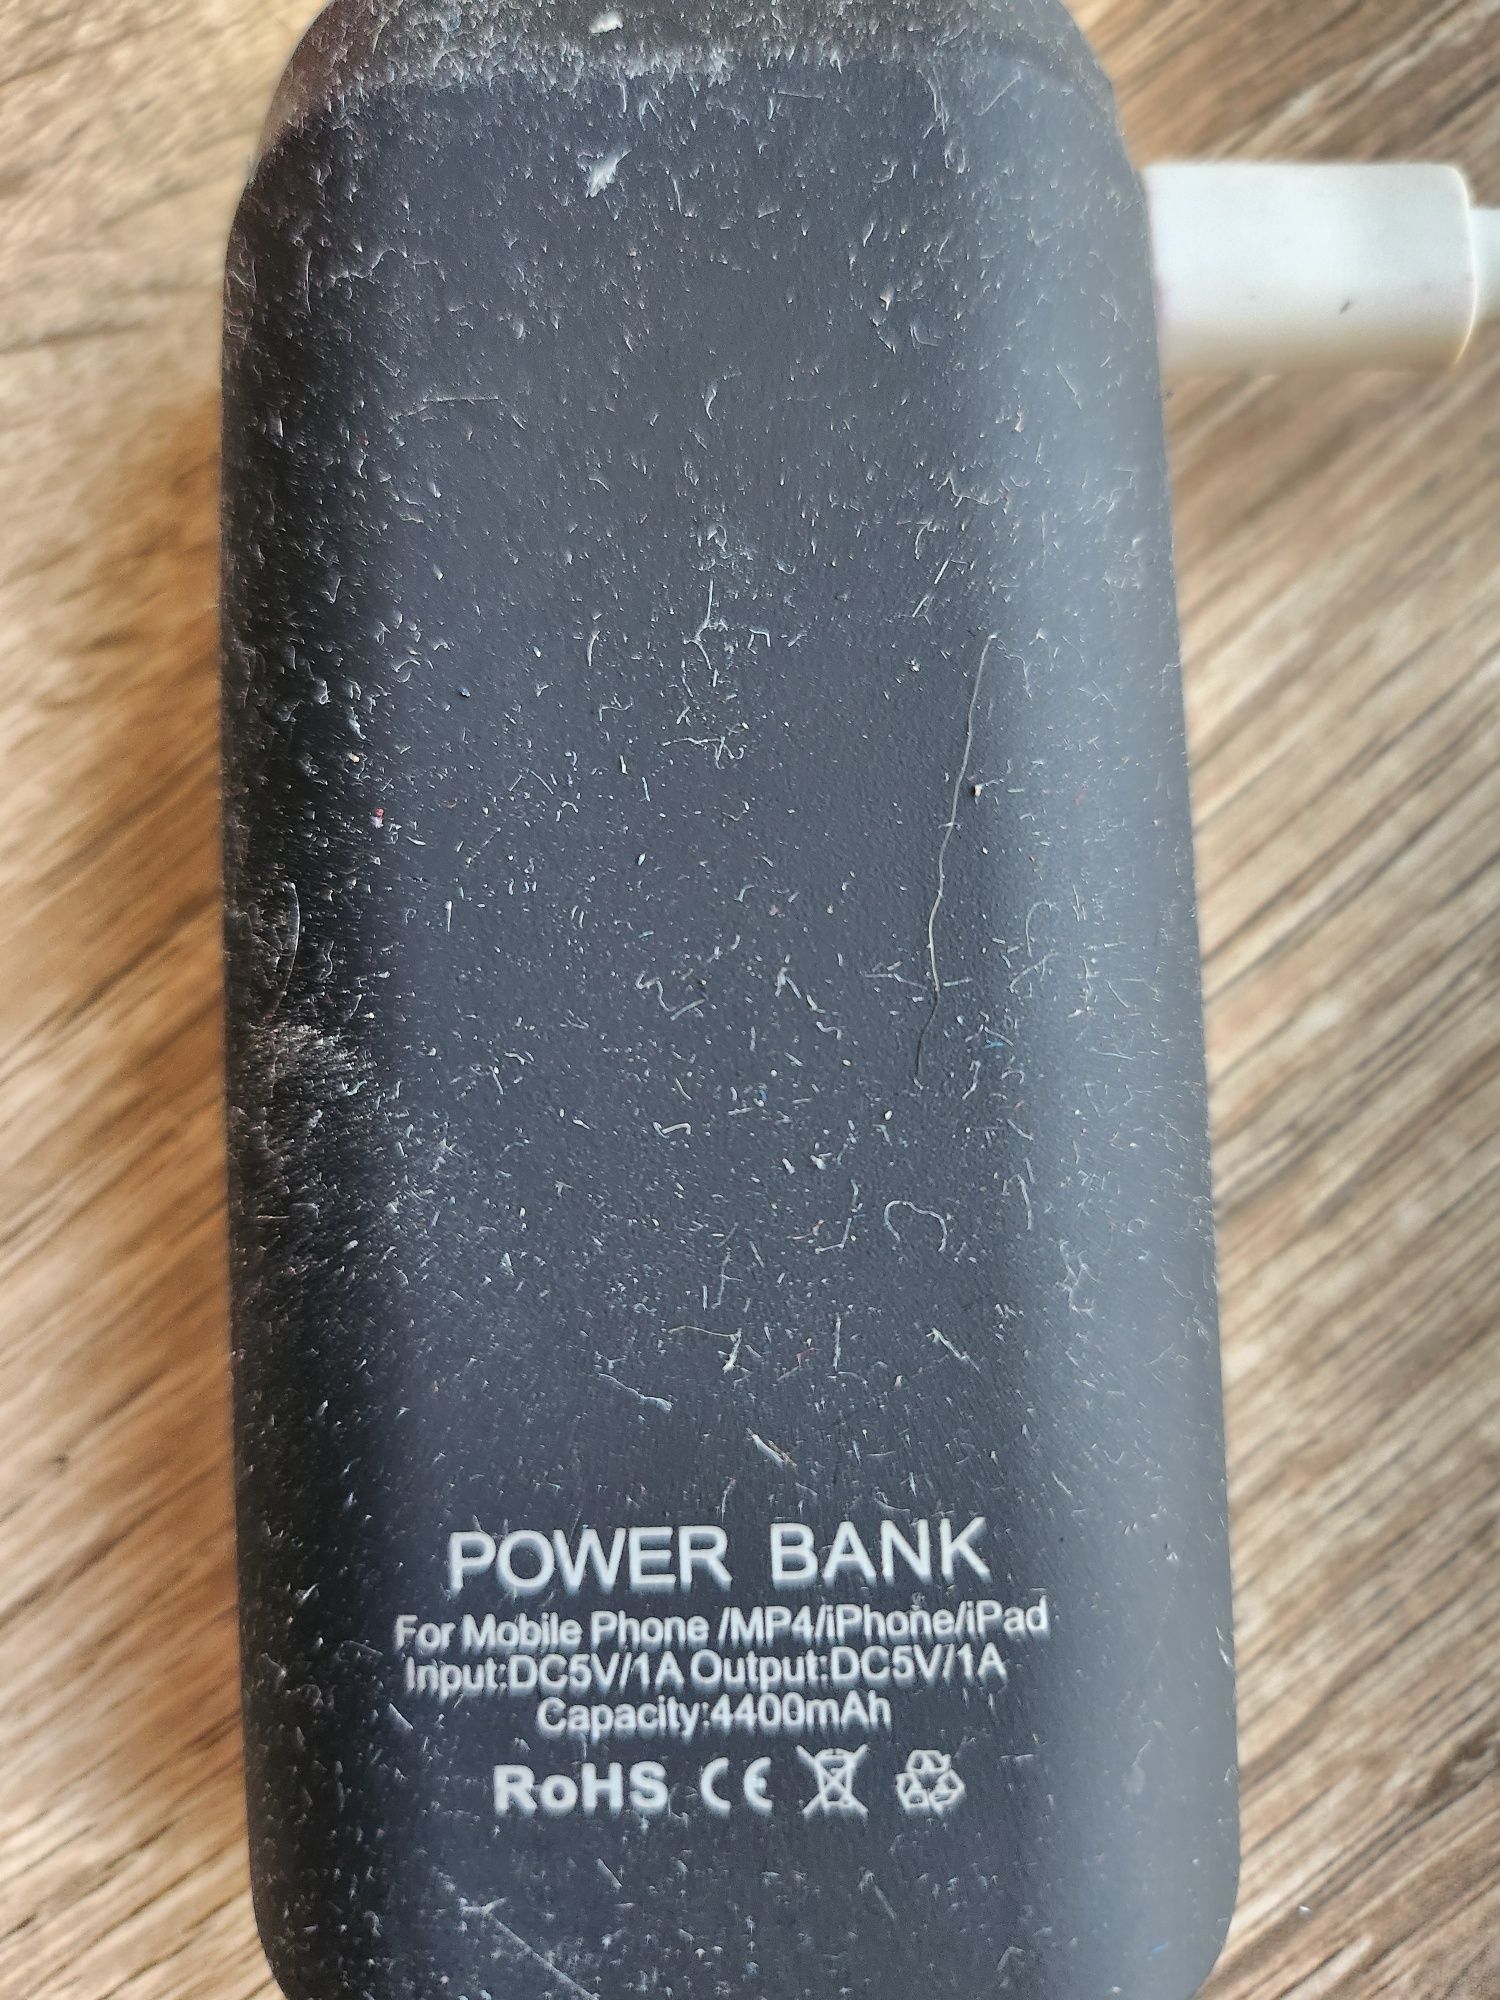 POWER BANK
For Mobile Phone /MP4/iPhone/iPad
Input:DC5V/1A Output:DC5V/1A
Capacity:4400mAh
RoHS CE